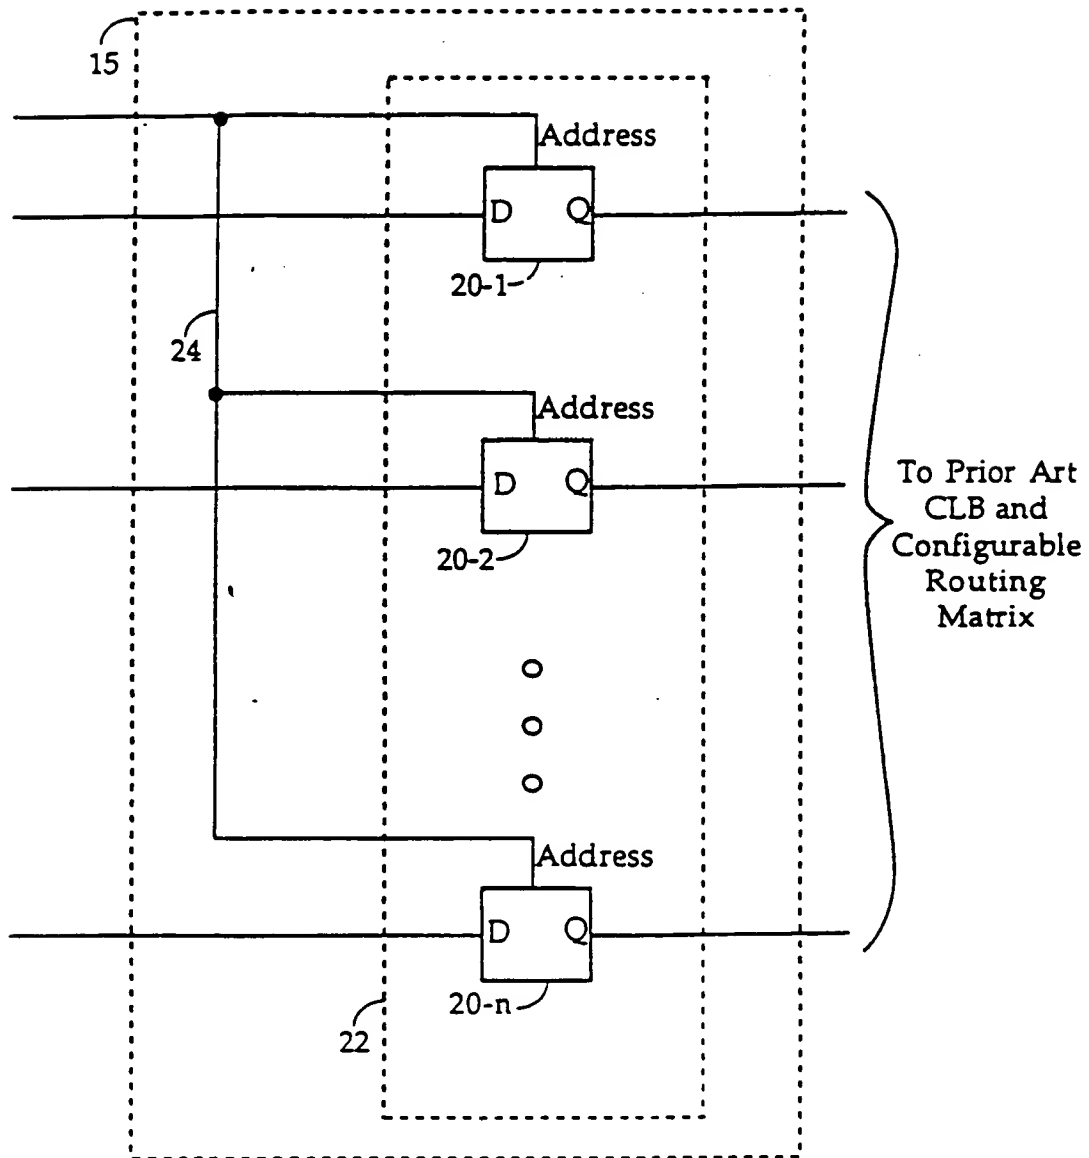 15
Address
D Q
20-1
24
Address
D Q
20-2
To Prior Art
CLB and
Configurable
Routing
Matrix
Address
D Q
20-n
22